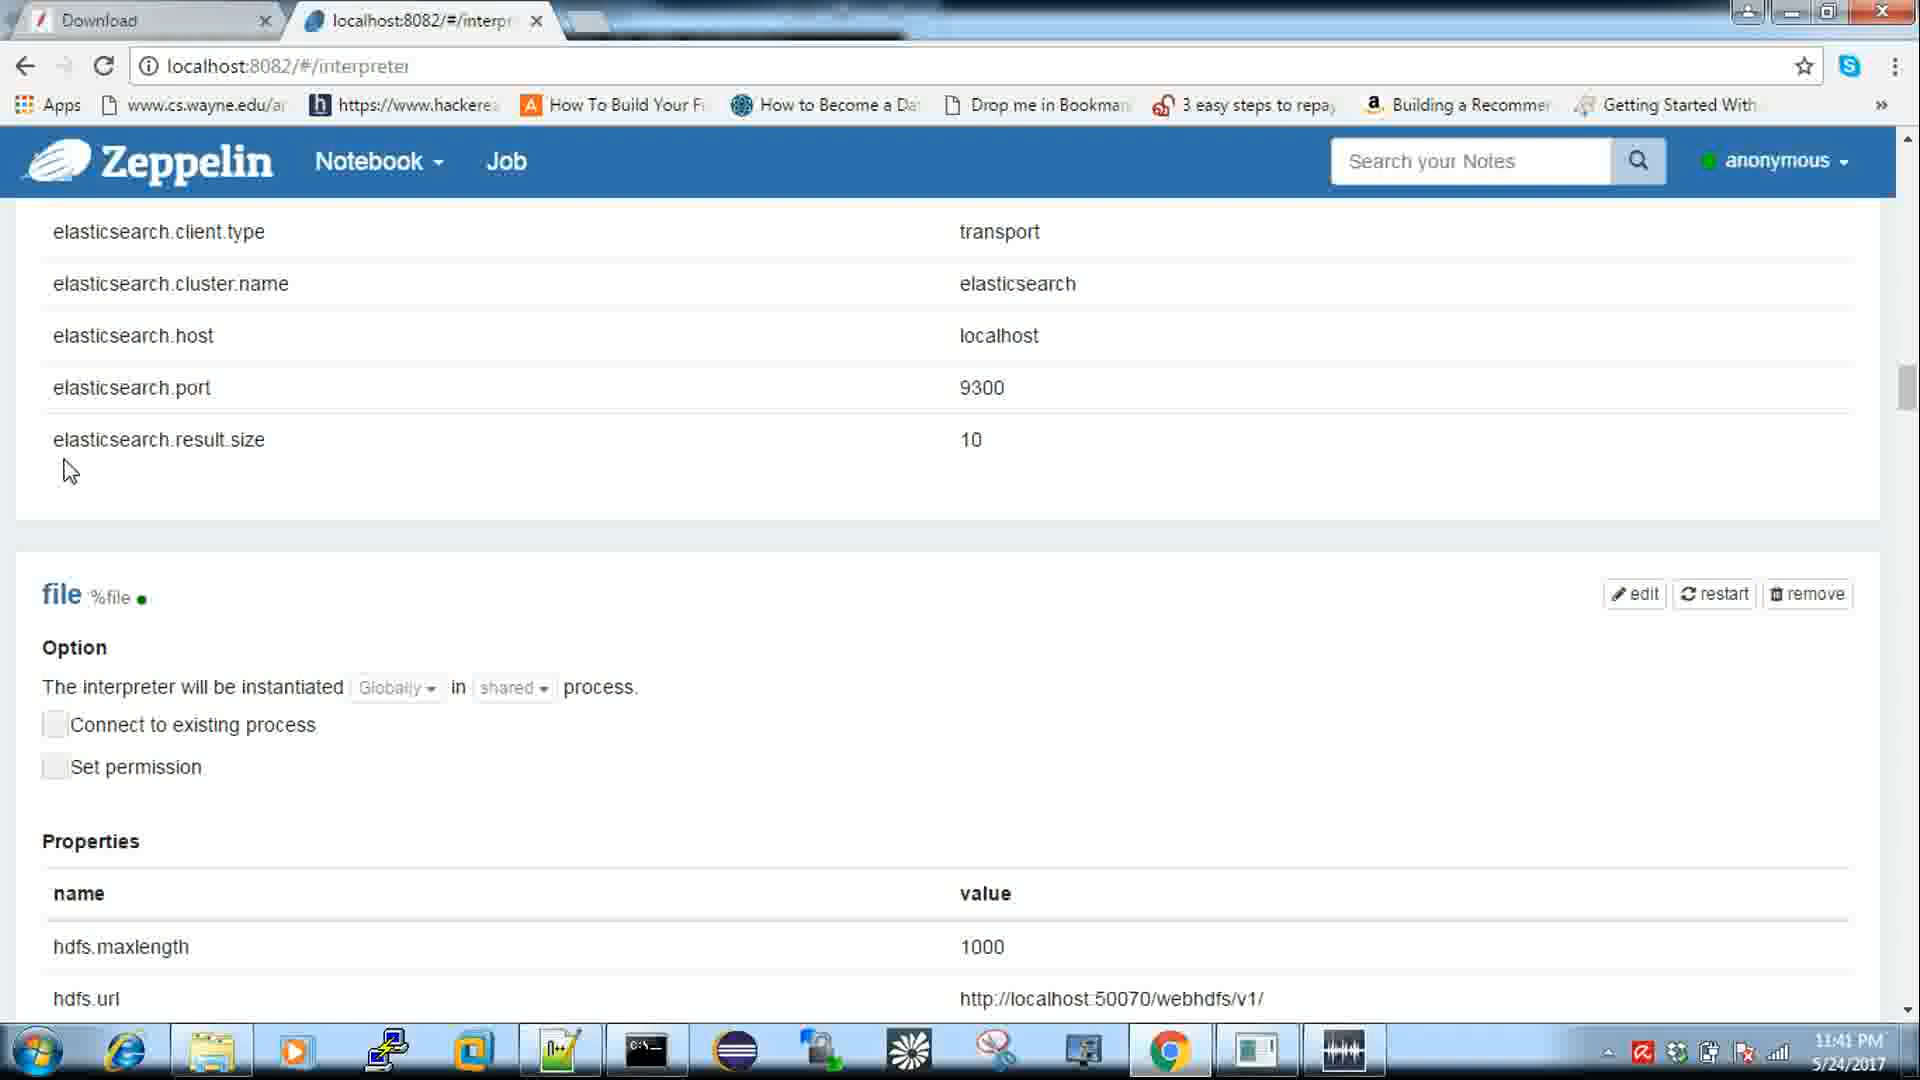 Download
localhost:8082/#/interpr
localhost:8082/#/interpreter
Apps
www.cs.wayne.edu/ar
https://www.hackere
How To Build Your F
How to Become a Da
Drop me in Bookmar
3 easy steps to repay
Building a Recommer
Getting Started With
Zeppelin
Notebook
Job
Search your Notes
anonymous
elasticsearch.client.type transport
elasticsearch.cluster.name elasticsearch
elasticsearch.host localhost
elasticsearch.port 9300
elasticsearch.result.size 10
file %file
edit
restart
remove
Option
The interpreter will be instantiated Globally in shared process.
Connect to existing process
Set permission
Properties
name value
hdfs.maxlength 1000
hdfs.url http://localhost:50070/webhdfs/v1/
11:41 PM
5/24/2017